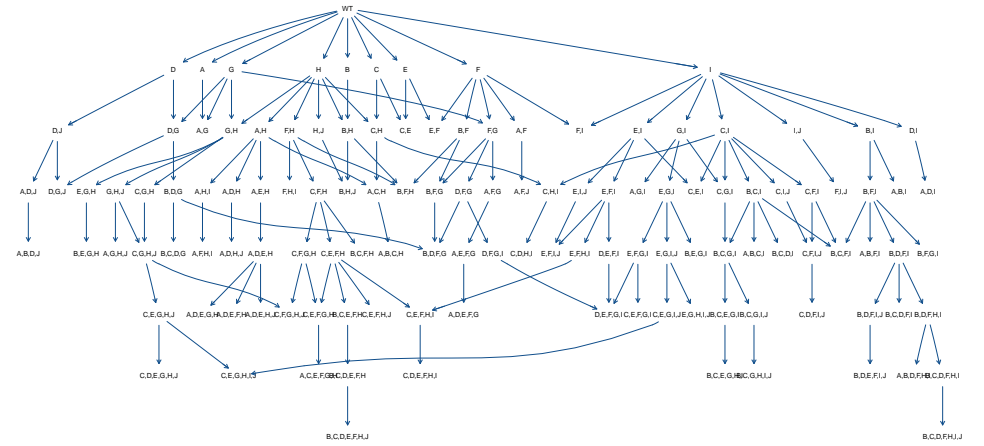 WT
D A G H B C E F I
D,J D,G A,G G,H A,H F,H H,J B,H C,H C,E E,F B,F F,G A,F F,I E,I G,I C,I I,J B,I D,I
A,D,J D,G,J E,G,H G,H,J C,G,H B,D,G A,H,I A,D,H A,E,H F,H,I C,F,H B,H,J A,C,H B,F,H B,F,G D,F,G A,F,G A,F,J C,H,I E,I,J E,F,I A,G,I E,G,I C,E,I C,G,I B,C,I C,I,J C,F,I F,I,J B,F,I A,B,I A,D,I
A,B,D,J B,E,G,H A,G,H,J C,G,H,J B,C,D,G A,F,H,I A,D,H,J A,D,E,H C,F,G,H C,E,F,H B,C,F,H A,B,C,H B,D,F,G A,E,F,G D,F,G,I C,D,H,I E,F,I,J E,F,H,I D,E,F,I E,F,G,I E,G,I,J B,E,G,I B,C,G,I A,B,C,I B,C,D,I C,F,I,J B,C,F,I A,B,F,I B,D,F,I B,F,G,I
C,E,G,H,J A,D,E,G,H A,D,E,F,H A,D,E,H,J C,F,G,H,J C,E,F,G,H B,C,E,F,H C,E,F,H,J C,E,F,H,I A,D,E,F,G D,E,F,G,I C,E,F,G,I C,E,G,I,J E,G,H,I,J B,C,E,G,I B,C,G,I,J C,D,F,I,J B,D,F,I,J B,C,D,F,I B,D,F,H,I
C,D,E,G,H,J C,E,G,H,I,J A,C,E,F,G,H B,C,D,E,F,H C,D,E,F,H,I B,C,E,G,H,I B,C,G,H,I,J B,D,E,F,I,J A,B,D,F,H,I B,C,D,F,H,I
B,C,D,E,F,H,J B,C,D,F,H,I,J